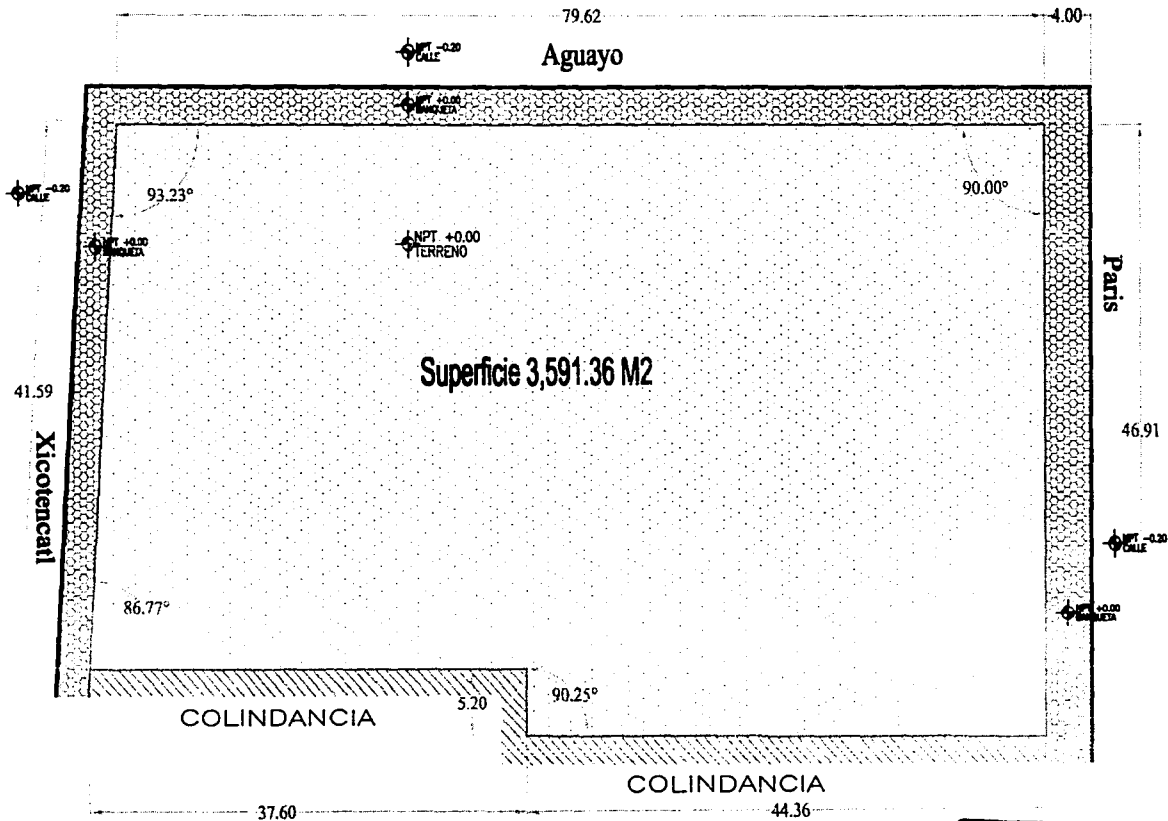 79.62
4.00
NPT -0.20
CALLE
Aguayo
NPT +0.00
BANQUETA
93.23°
90.00°
NPT -0.20
CALLE
NPT +0.00
BANQUETA
NPT +0.00
TERRENO
Paris
Superficie 3,591.36 M2
41.59
46.91
Xicotencatl
NPT -0.20
CALLE
86.77°
NPT +0.00
BANQUETA
5.20
90.25°
COLINDANCIA
COLINDANCIA
37.60
44.36